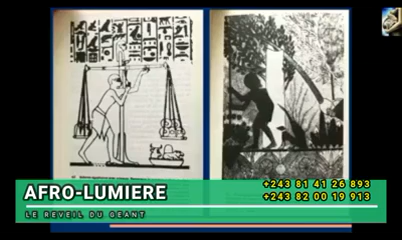 AFRO-LUMIERE
+243 81 41 26 893
+243 82 00 19 913
LE REVEIL DU GEANT